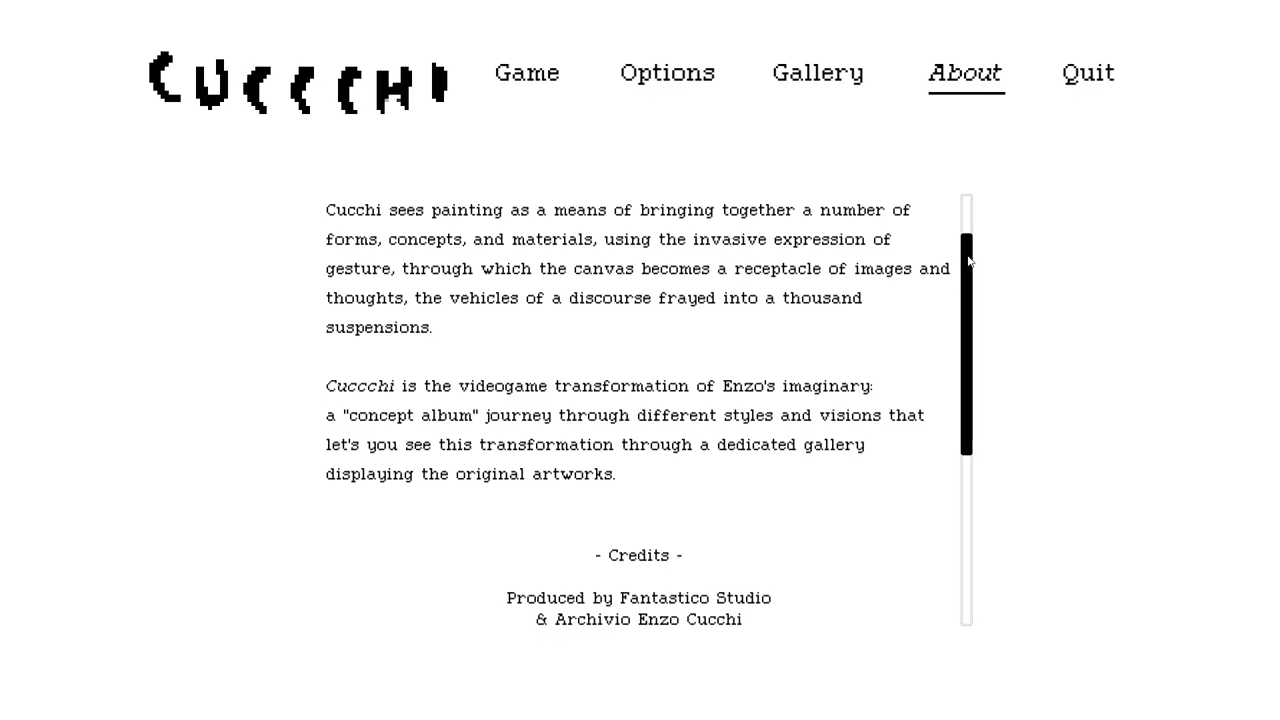 CUCCCHI
Game Options Gallery About Quit
Cucchi sees painting as a means of bringing together a number of
forms, concepts, and materials, using the invasive expression of
gesture, through which the canvas becomes a receptacle of images and
thoughts, the vehicles of a discourse frayed into a thousand
suspensions.
Cuccchi is the videogame transformation of Enzo's imaginary:
a "concept album" journey through different styles and visions that
let's you see this transformation through a dedicated gallery
displaying the original artworks.
- Credits -
Produced by Fantastico Studio
& Archivio Enzo Cucchi